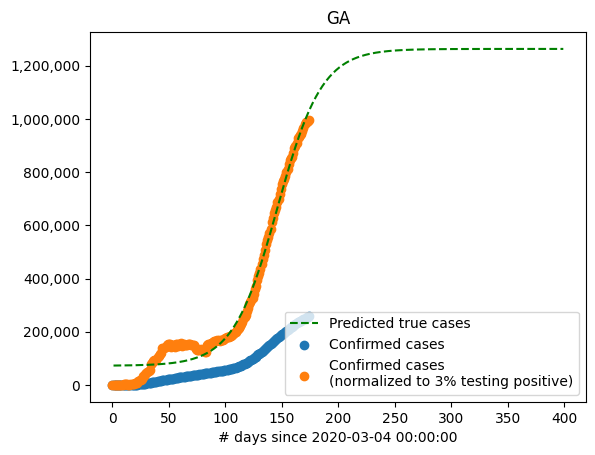 GA
1,200,000
1,000,000
800,000
600,000
400,000
200,000
0
Predicted true cases
Confirmed cases
Confirmed cases
(normalized to 3% testing positive)
0 50 100 150 200 250 300 350 400
# days since 2020-03-04 00:00:00